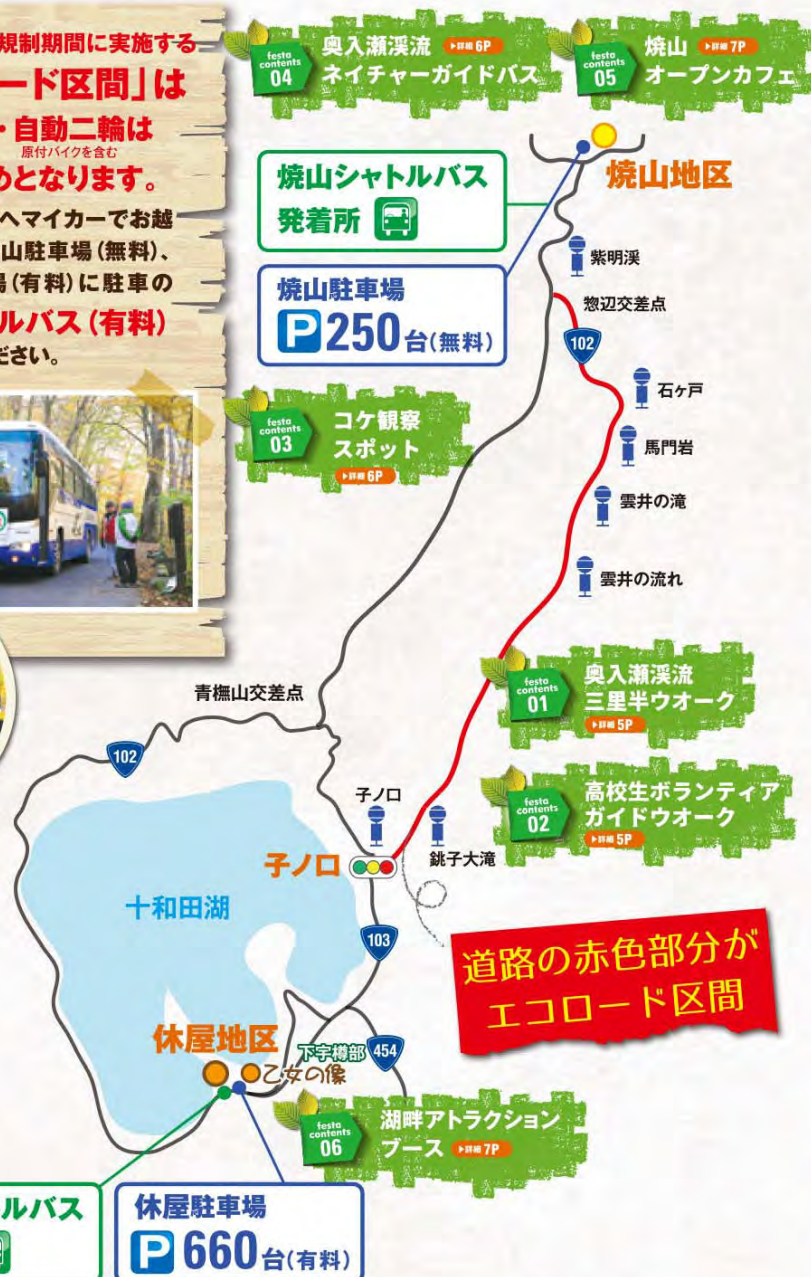 規制期間に実施する
ード区間」は
・自動二輪は
原付バイクを含む
めとなります。
へマイカーでお越
山駐車場(無料)、
場(有料)に駐車の
ルバス(有料)
ださい。
festa contents 04
奥入瀬渓流 ▶詳細 6P
ネイチャーガイドバス
festa contents 05
焼山 ▶詳細 7P
オープンカフェ
焼山シャトルバス
発着所
焼山地区
焼山駐車場
P 250台(無料)
紫明渓
惣辺交差点
102
石ヶ戸
馬門岩
雲井の滝
雲井の流れ
festa contents 03
コケ観察
スポット
▶詳細 6P
festa contents 01
奥入瀬渓流
三里半ウオーク
▶詳細 5P
festa contents 02
高校生ボランティア
ガイドウオーク
▶詳細 5P
青橅山交差点
102
子ノ口
子ノ口
銚子大滝
十和田湖
103
道路の赤色部分が
エコロード区間
休屋地区
下宇樽部
454
乙女の像
festa contents 06
湖畔アトラクション
ブース ▶詳細 7P
ルバス
休屋駐車場
P 660台(有料)